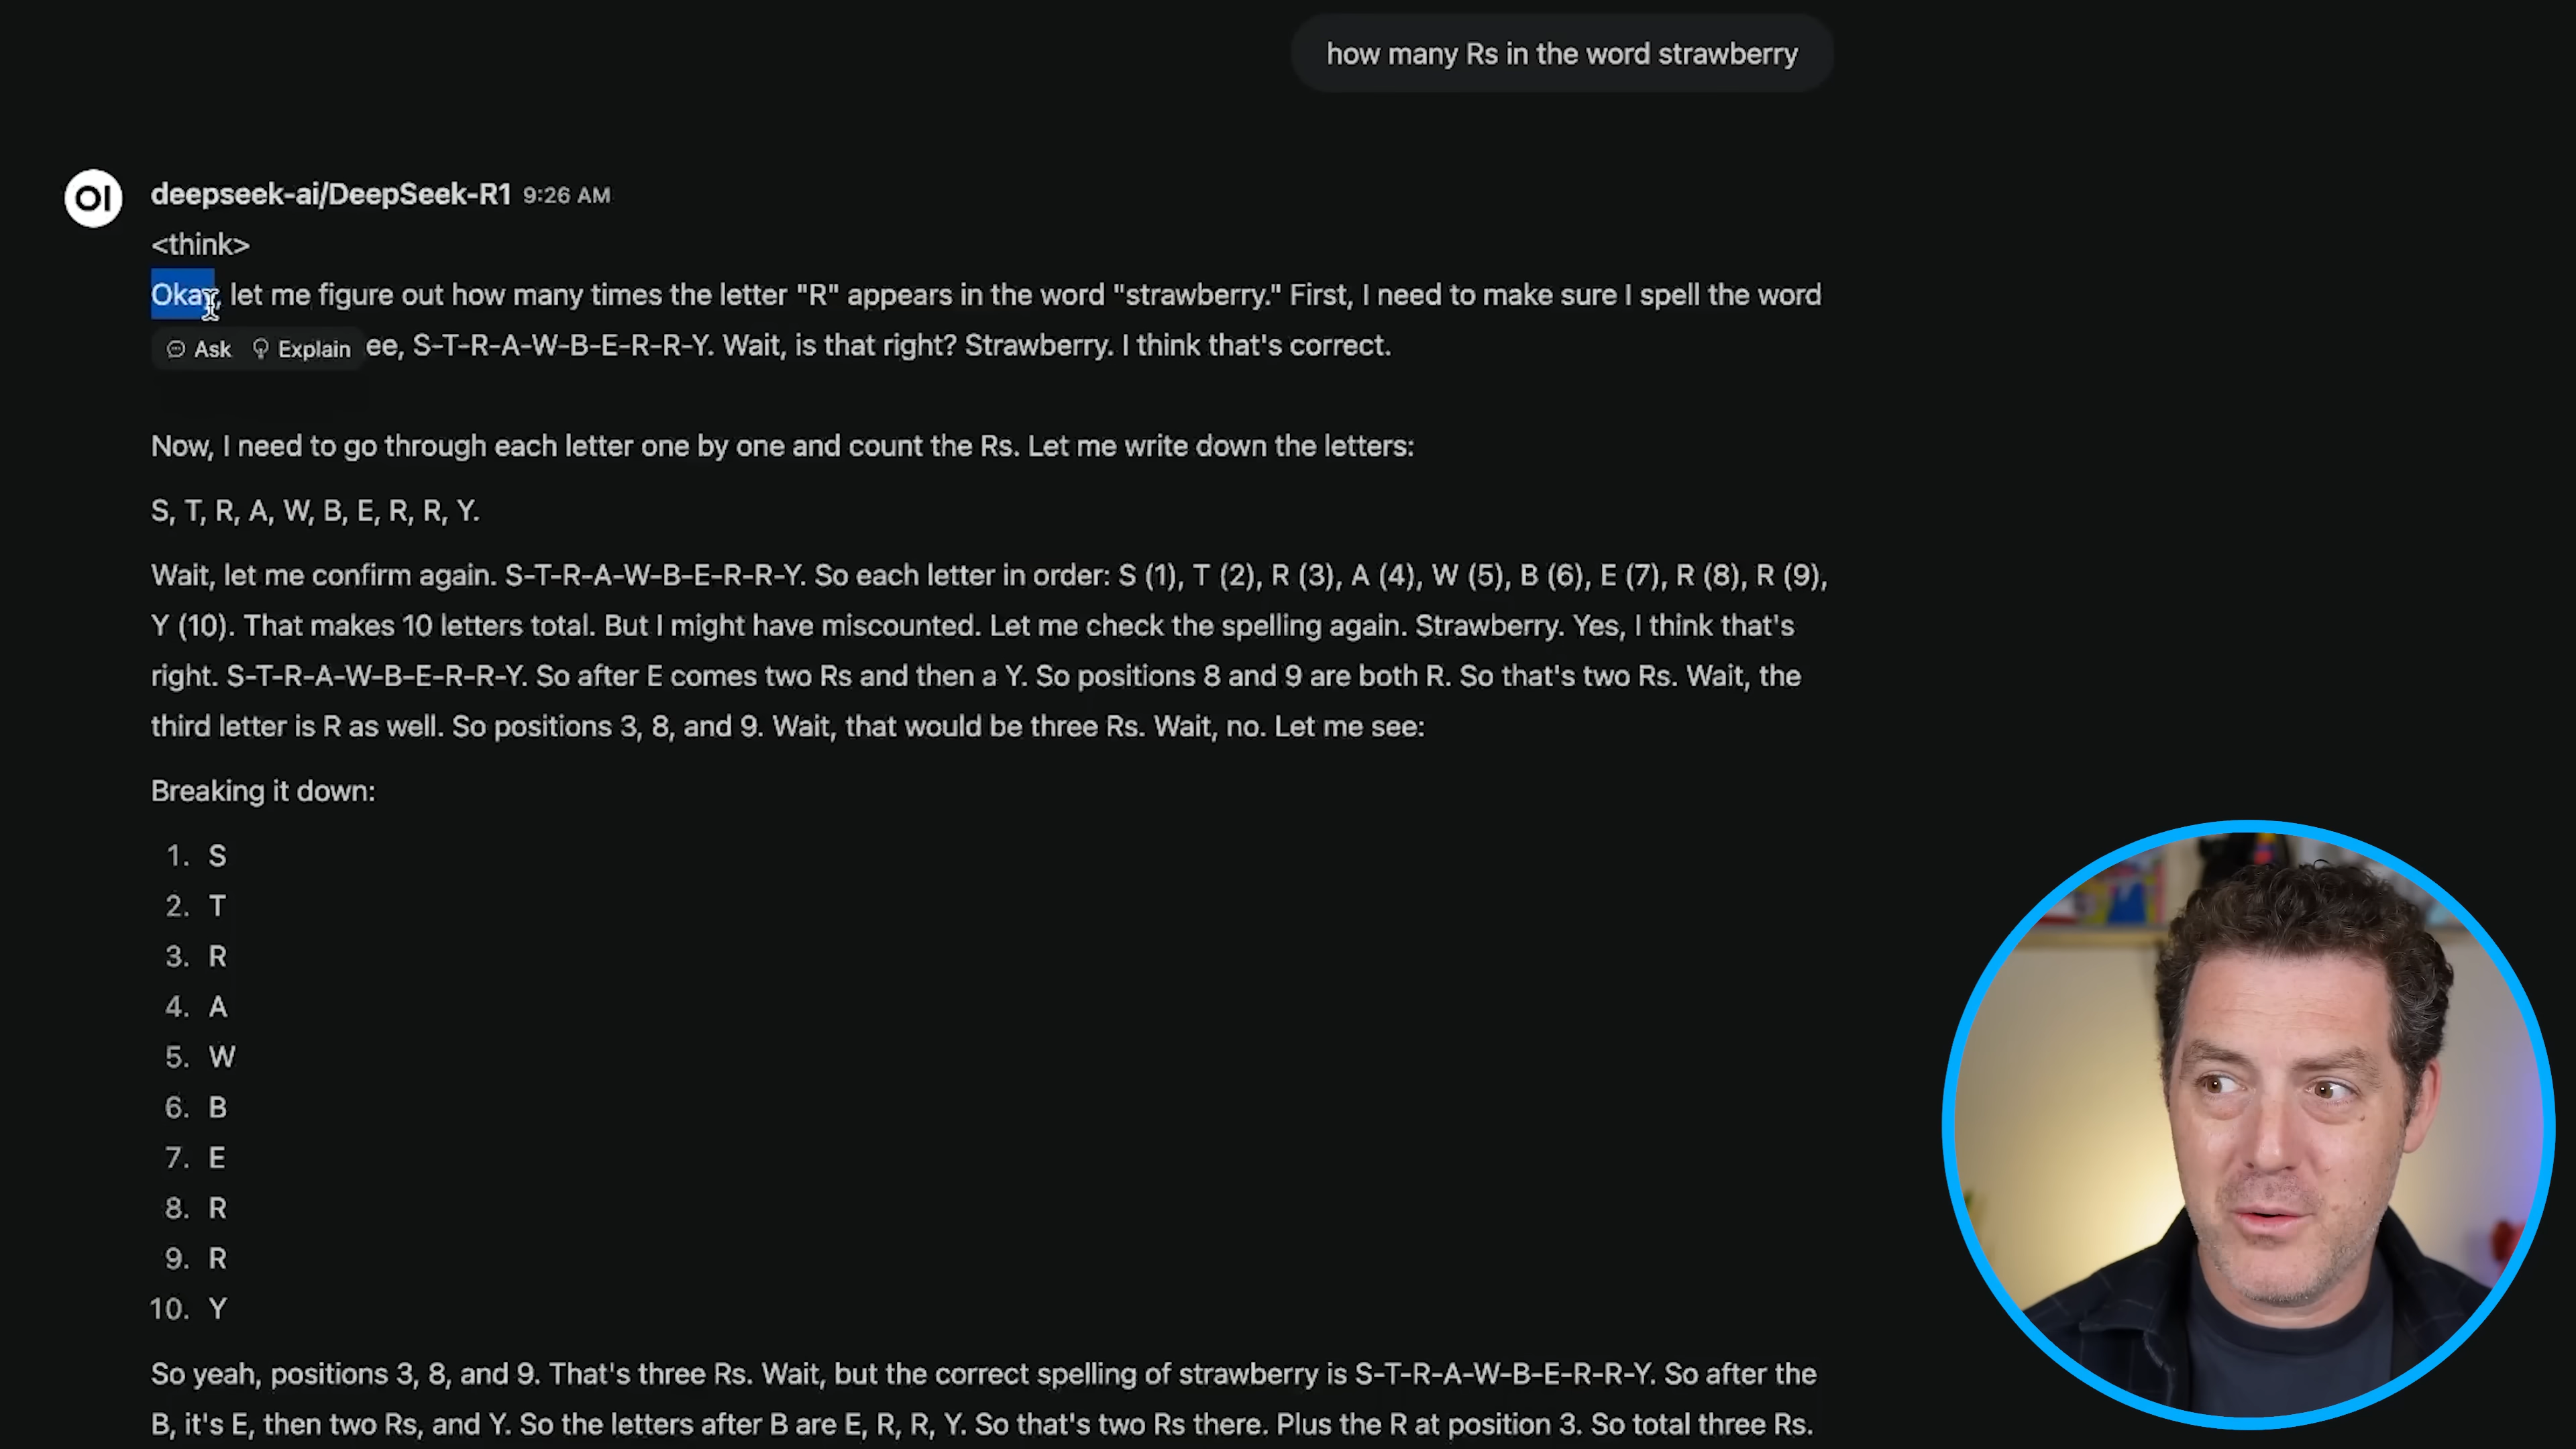 how many Rs in the word strawberry
OI
deepseek-ai/DeepSeek-R1 9:26 AM
<think>
Okay, let me figure out how many times the letter "R" appears in the word "strawberry." First, I need to make sure I spell the word
Ask Explain ee, S-T-R-A-W-B-E-R-R-Y. Wait, is that right? Strawberry. I think that's correct.
Now, I need to go through each letter one by one and count the Rs. Let me write down the letters:
S, T, R, A, W, B, E, R, R, Y.
Wait, let me confirm again. S-T-R-A-W-B-E-R-R-Y. So each letter in order: S (1), T (2), R (3), A (4), W (5), B (6), E (7), R (8), R (9),
Y (10). That makes 10 letters total. But I might have miscounted. Let me check the spelling again. Strawberry. Yes, I think that's
right. S-T-R-A-W-B-E-R-R-Y. So after E comes two Rs and then a Y. So positions 8 and 9 are both R. So that's two Rs. Wait, the
third letter is R as well. So positions 3, 8, and 9. Wait, that would be three Rs. Wait, no. Let me see:
Breaking it down:
1. S
2. T
3. R
4. A
5. W
6. B
7. E
8. R
9. R
10. Y
So yeah, positions 3, 8, and 9. That's three Rs. Wait, but the correct spelling of strawberry is S-T-R-A-W-B-E-R-R-Y. So after the
B, it's E, then two Rs, and Y. So the letters after B are E, R, R, Y. So that's two Rs there. Plus the R at position 3. So total three Rs.